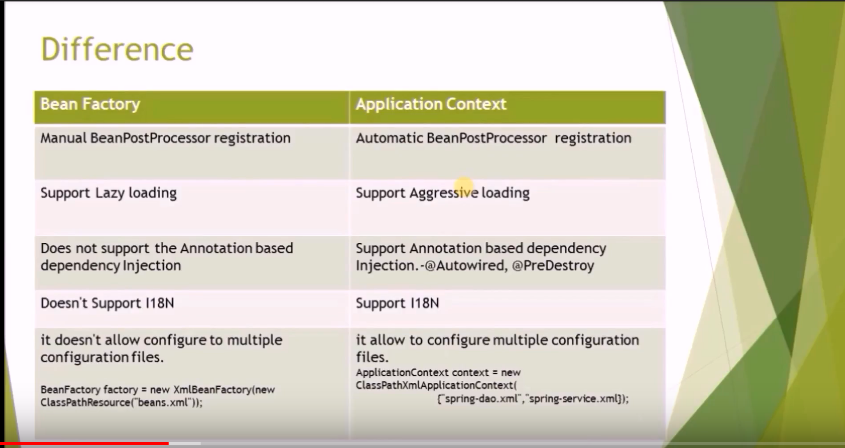 Difference
Bean Factory
Application Context
Manual BeanPostProcessor registration
Automatic BeanPostProcessor registration
Support Lazy loading
Support Aggressive loading
Does not support the Annotation based
dependency Injection
Support Annotation based dependency
Injection.-@Autowired, @PreDestroy
Doesn't Support I18N
Support I18N
it doesn't allow configure to multiple
configuration files.
BeanFactory factory = new XmlBeanFactory(new
ClassPathResource("beans.xml"));
it allow to configure multiple configuration
files.
ApplicationContext context = new
ClassPathXmlApplicationContext(
["spring-dao.xml","spring-service.xml]);